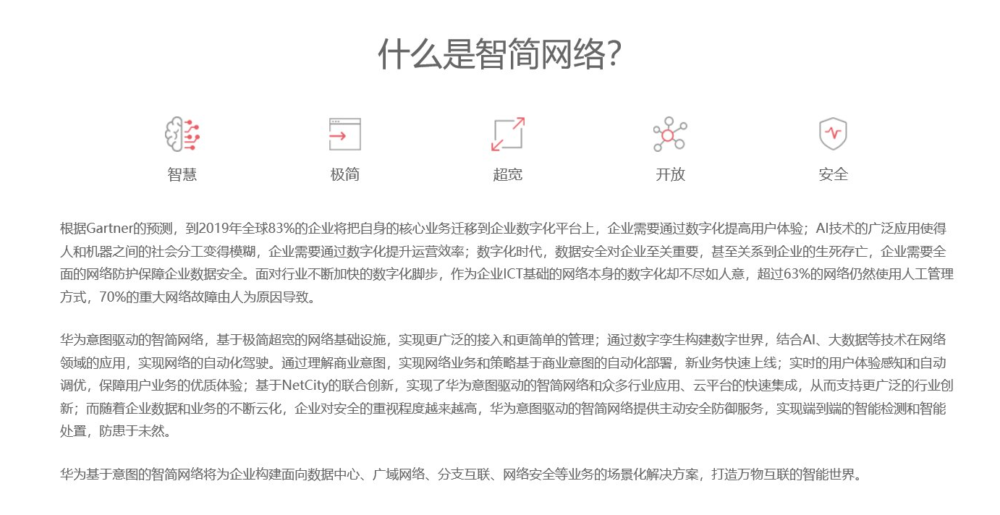 什么是智简网络？
智慧
极简
超宽
开放
安全
根据Gartner的预测，到2019年全球83%的企业将把自身的核心业务迁移到企业数字化平台上，企业需要通过数字化提高用户体验；AI技术的广泛应用使得
人和机器之间的社会分工变得模糊，企业需要通过数字化提升运营效率；数字化时代，数据安全对企业至关重要，甚至关系到企业的生死存亡，企业需要全
面的网络防护保障企业数据安全。面对行业不断加快的数字化脚步，作为企业ICT基础的网络本身的数字化却不尽如人意，超过63%的网络仍然使用人工管理
方式，70%的重大网络故障由人为原因导致。
华为意图驱动的智简网络，基于极简超宽的网络基础设施，实现更广泛的接入和更简单的管理；通过数字孪生构建数字世界，结合AI、大数据等技术在网络
领域的应用，实现网络的自动化驾驶。通过理解商业意图，实现网络业务和策略基于商业意图的自动化部署，新业务快速上线；实时的用户体验感知和自动
调优，保障用户业务的优质体验；基于NetCity的联合创新，实现了华为意图驱动的智简网络和众多行业应用、云平台的快速集成，从而支持更广泛的行业创
新；而随着企业数据和业务的不断云化，企业对安全的重视程度越来越高，华为意图驱动的智简网络提供主动安全防御服务，实现端到端的智能检测和智能
处置，防患于未然。
华为基于意图的智简网络将为企业构建面向数据中心、广域网络、分支互联、网络安全等业务的场景化解决方案，打造万物互联的智能世界。